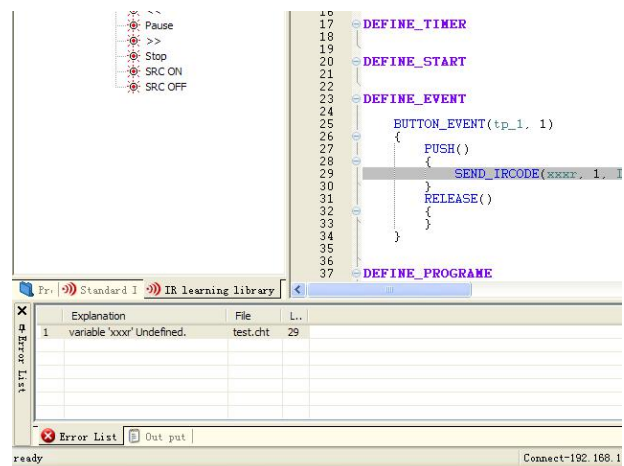 <<
Pause
>>
Stop
SRC ON
SRC OFF
16
17 DEFINE_TIMER
18
19
20 DEFINE_START
21
22
23 DEFINE_EVENT
24
25 BUTTON_EVENT(tp_1, 1)
26 {
27 PUSH()
28 {
29 SEND_IRCODE(xxxr, 1, I
30 }
31 RELEASE()
32 {
33 }
34 }
35
36
37 DEFINE_PROGRAME
Pr. Standard I IR learning library
Error List
Explanation File L..
1 variable 'xxxr' Undefined. test.cht 29
Error List Out put
ready Connect-192.168.1